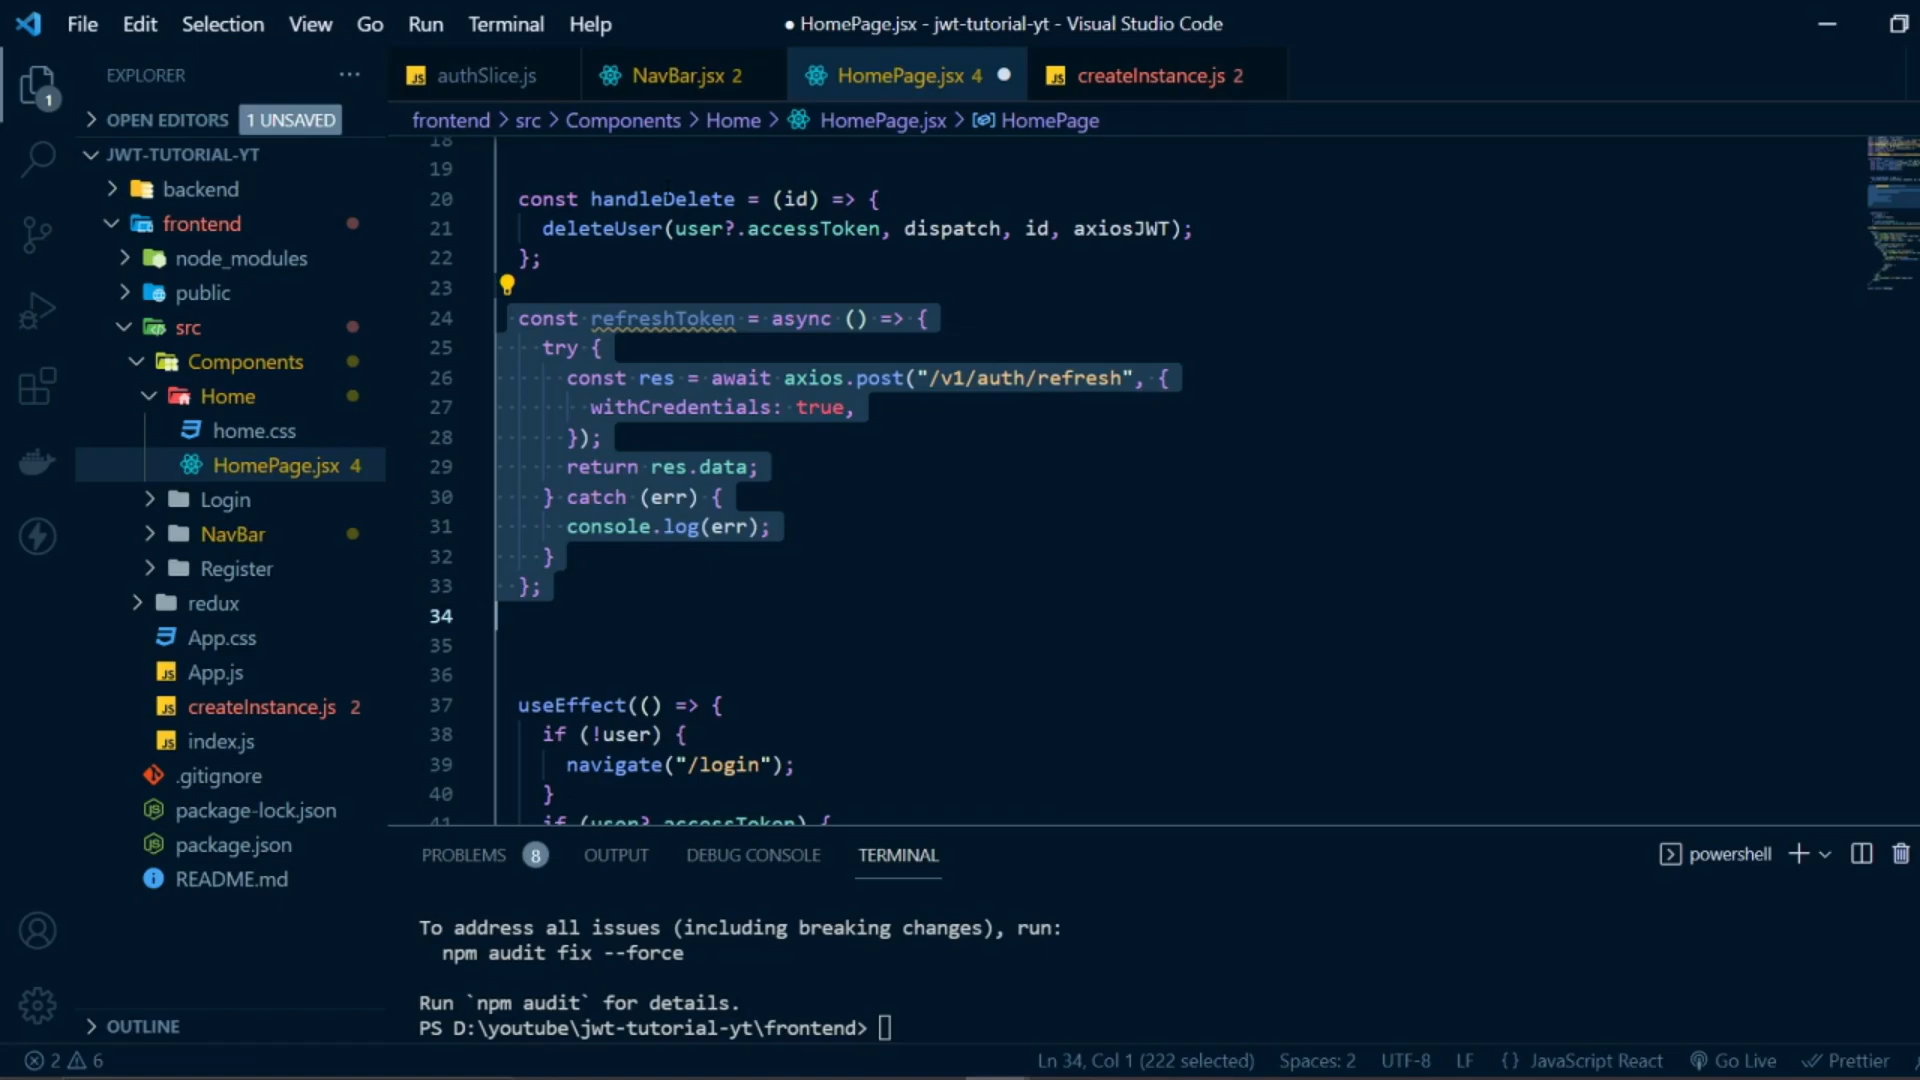 File Edit Selection View Go Run Terminal Help
● HomePage.jsx - jwt-tutorial-yt - Visual Studio Code
1
EXPLORER ···
OPEN EDITORS 1 UNSAVED
JWT-TUTORIAL-YT
backend
frontend
node_modules
public
src
Components
Home
home.css
HomePage.jsx 4
Login
NavBar
Register
redux
App.css
App.js
createInstance.js 2
index.js
.gitignore
package-lock.json
package.json
README.md
OUTLINE
authSlice.js
NavBar.jsx 2
HomePage.jsx 4 ●
createInstance.js 2
frontend > src > Components > Home > HomePage.jsx > HomePage
18
19
20 const handleDelete = (id) => {
21 deleteUser(user?.accessToken, dispatch, id, axiosJWT);
22 };
23
24 const refreshToken = async () => {
25 try {
26 const res = await axios.post("/v1/auth/refresh", {
27 withCredentials: true,
28 });
29 return res.data;
30 } catch (err) {
31 console.log(err);
32 }
33 };
34
35
36
37 useEffect(() => {
38 if (!user) {
39 navigate("/login");
40 }
41 if (user?.accessToken) {
PROBLEMS 8 OUTPUT DEBUG CONSOLE TERMINAL
powershell
To address all issues (including breaking changes), run:
npm audit fix --force
Run `npm audit` for details.
PS D:\youtube\jwt-tutorial-yt\frontend>
2 6
Ln 34, Col 1 (222 selected) Spaces: 2 UTF-8 LF {} JavaScript React Go Live Prettier